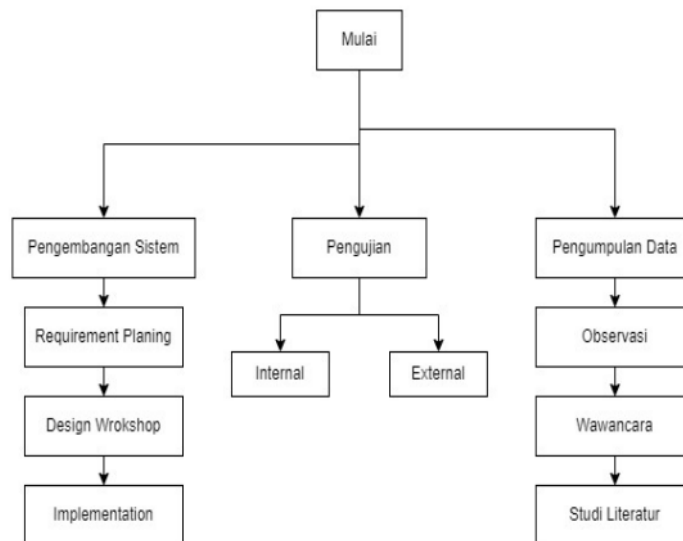 Mulai
Pengembangan Sistem
Pengujian
Pengumpulan Data
Requirement Planing
Observasi
Internal
External
Design Wrokshop
Wawancara
Implementation
Studi Literatur